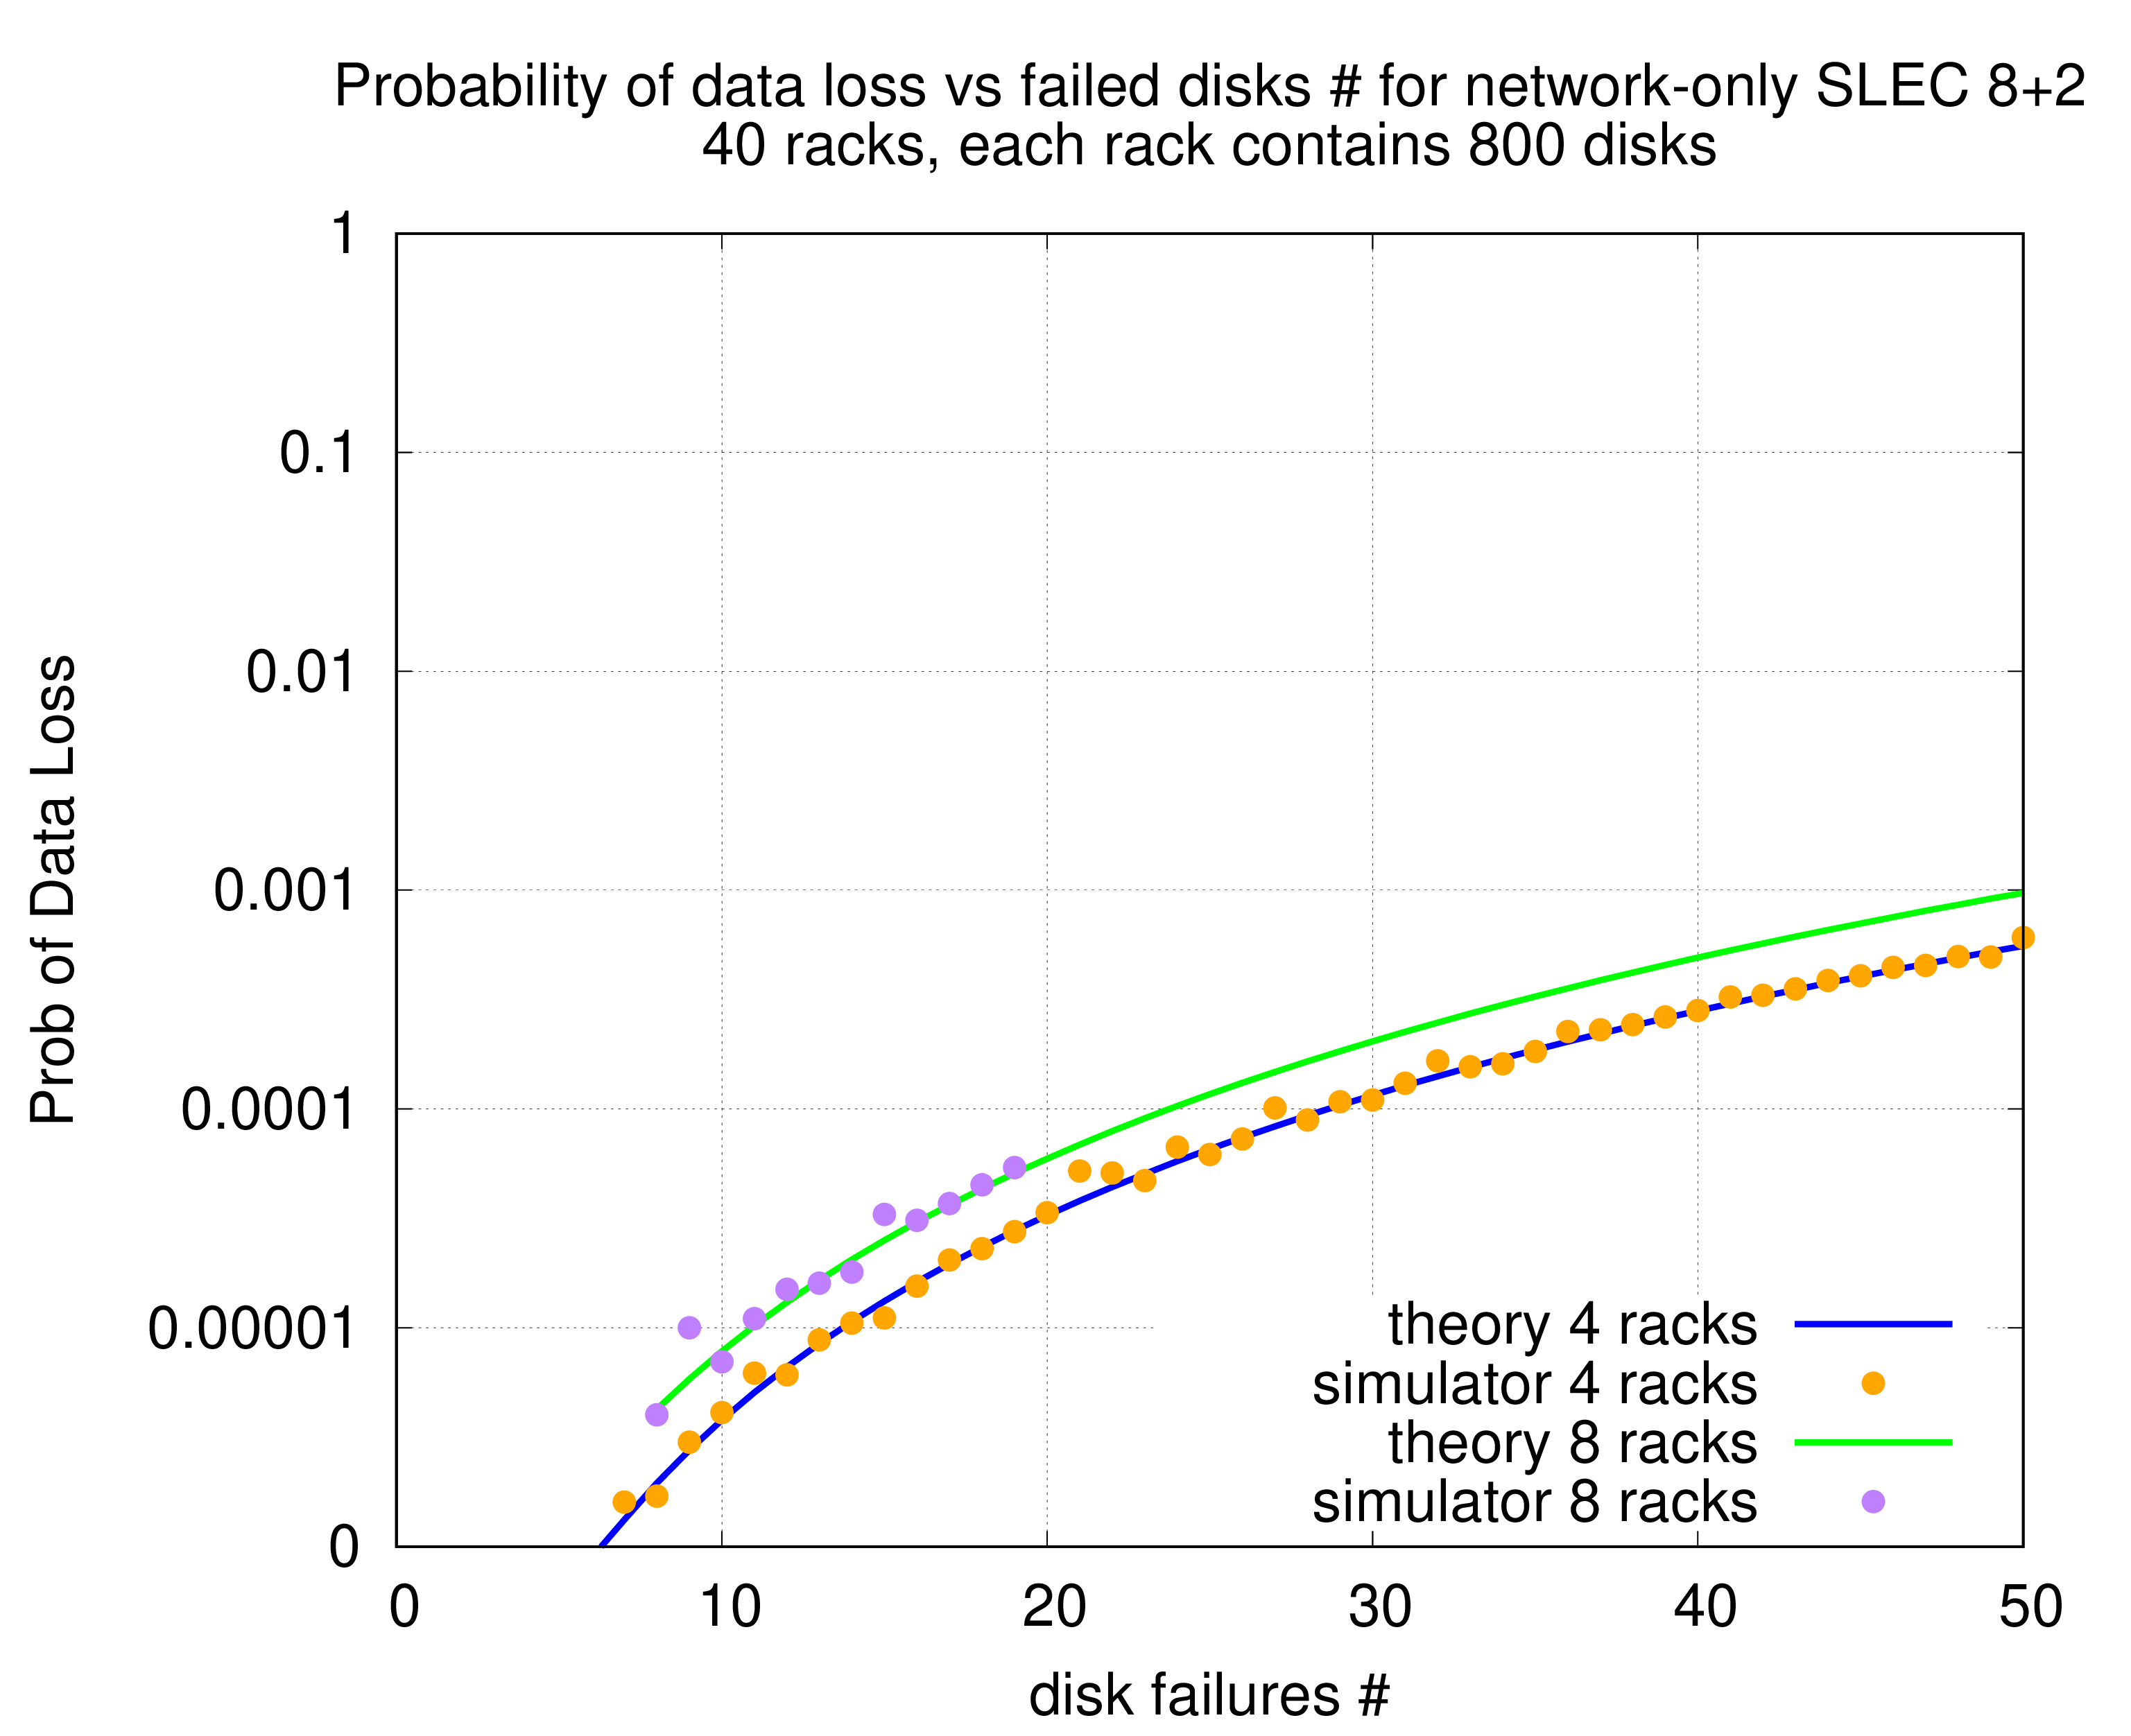 Probability of data loss vs failed disks # for network-only SLEC 8+2
40 racks, each rack contains 800 disks
1
0.1
0.01
0.001
0.0001
0.00001
0
Prob of Data Loss
theory 4 racks
simulator 4 racks
theory 8 racks
simulator 8 racks
0 10 20 30 40 50
disk failures #